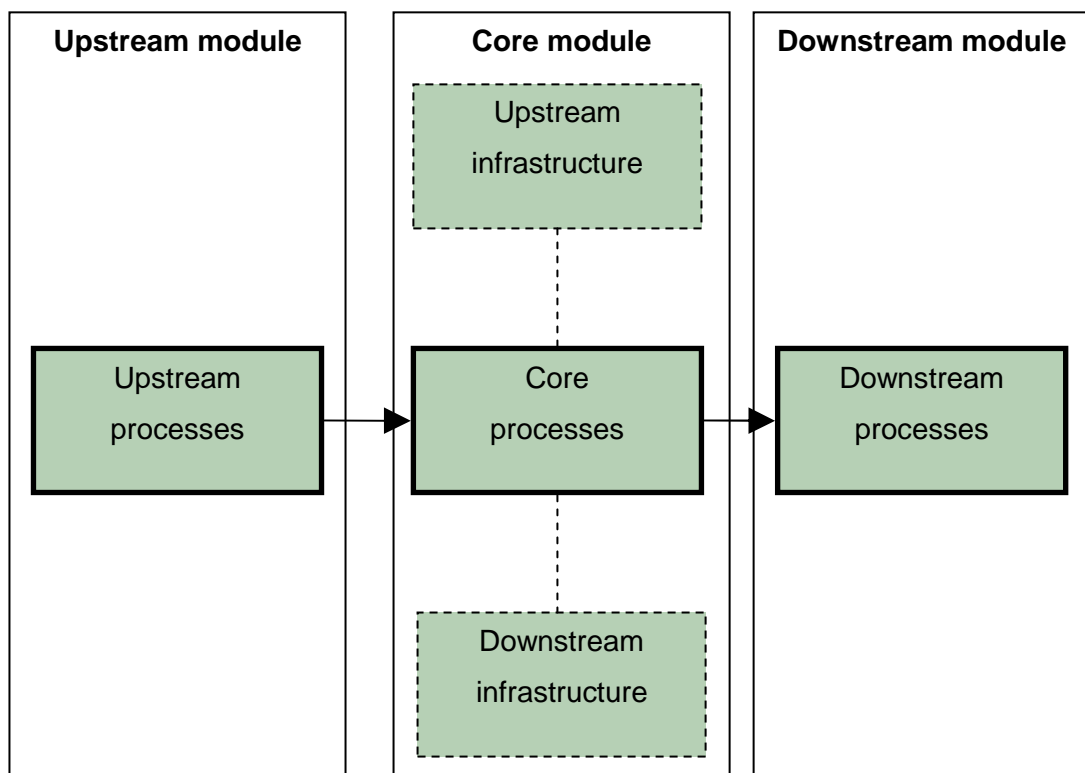 Upstream module
Core module
Downstream module
Upstream
infrastructure
Upstream
processes
Core
processes
Downstream
processes
Downstream
infrastructure